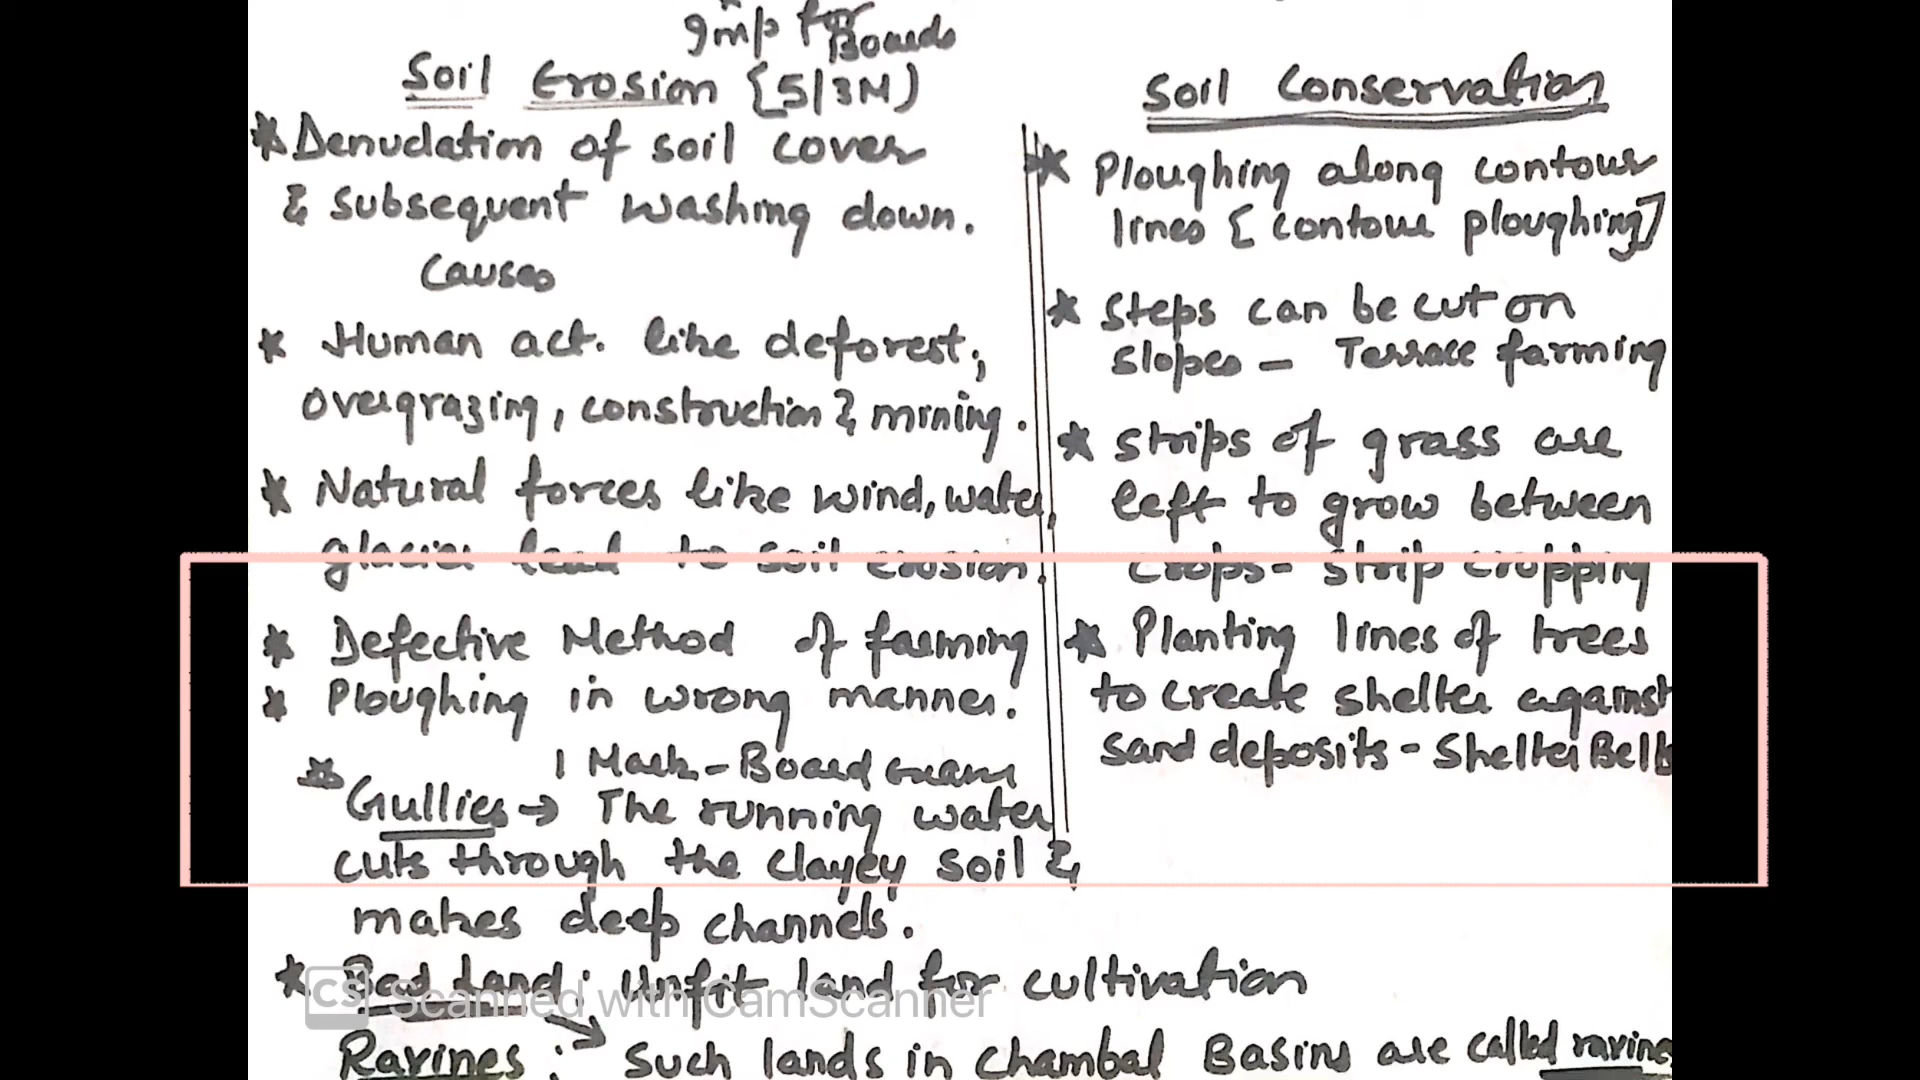 Imp for
Boards
Soil Erosion {5/3M)
* Denudation of soil cover
& subsequent washing down.
Causes
* Human act. like deforest;
overgrazing, construction & mining.
* Natural forces like wind, water,
glacier lead to soil erosion.
* Defective Method of farming
* Ploughing in wrong manner.
1 Mark - Board exam
* Gullies → The running water
cuts through the clayey soil &
makes deep channels.
* Bad Land: Unfit land for cultivation
Ravines: → Such lands in Chambal Basins are called ravines
Soil Conservation
* Ploughing along contour
lines [contour ploughing]
* Steps can be cut on
slopes - Terrace farming
* Strips of grass are
left to grow between
crops- strip cropping
* Planting lines of trees
to create shelter against
sand deposits - Shelter Belts
CS Scanned with CamScanner